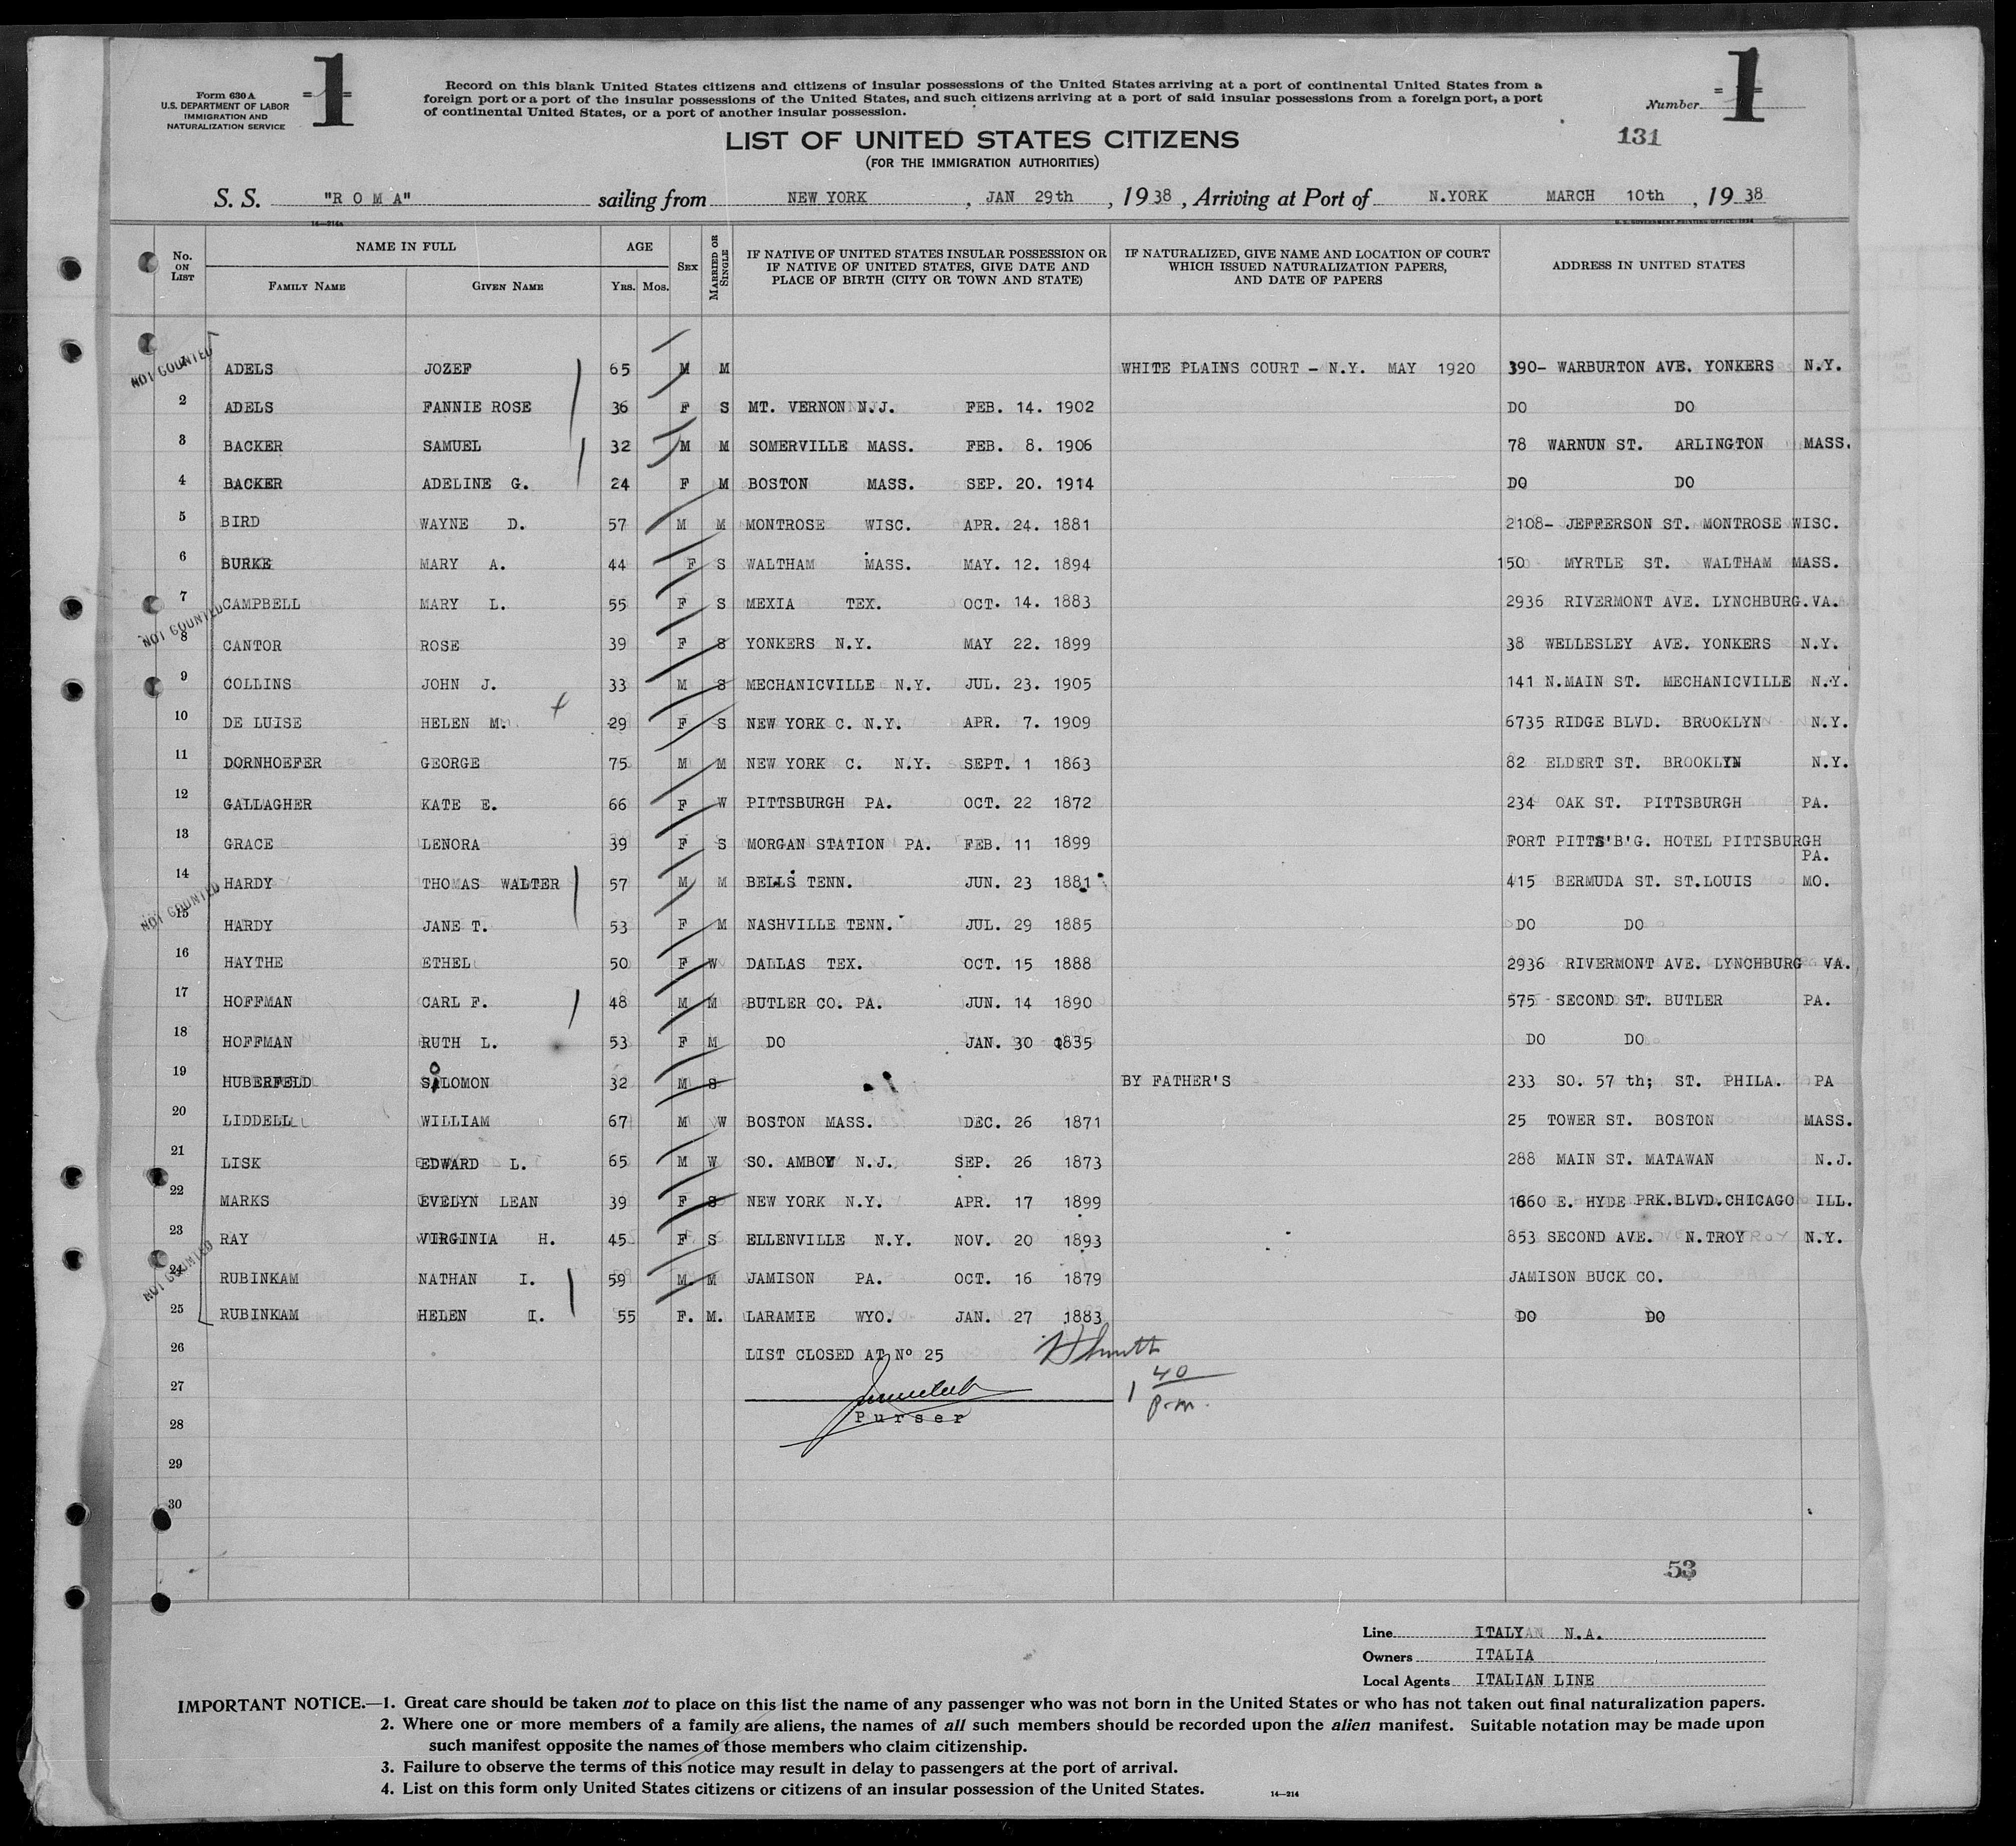 Form 630 A
U.S. DEPARTMENT OF LABOR
IMMIGRATION AND
NATURALIZATION SERVICE
1
Record on this blank United States citizens and citizens of insular possessions of the United States arriving at a port of continental United States from a
foreign port or a port of the insular possessions of the United States, and such citizens arriving at a port of said insular possessions from a foreign port, a port
of continental United States, or a port of another insular possession.
Number 1
131
LIST OF UNITED STATES CITIZENS
(FOR THE IMMIGRATION AUTHORITIES)
S. S. "R O M A" sailing from NEW YORK, JAN 29th, 1938, Arriving at Port of N.YORK MARCH 10th, 1938
14—214a
U. S. GOVERNMENT PRINTING OFFICE: 1934
No. ON LIST NAME IN FULL FAMILY NAME GIVEN NAME AGE YRS. MOS. SEX MARRIED OR SINGLE IF NATIVE OF UNITED STATES INSULAR POSSESSION OR IF NATIVE OF UNITED STATES, GIVE DATE AND PLACE OF BIRTH (CITY OR TOWN AND STATE) IF NATURALIZED, GIVE NAME AND LOCATION OF COURT WHICH ISSUED NATURALIZATION PAPERS, AND DATE OF PAPERS ADDRESS IN UNITED STATES
NOT COUNTED ADELS JOZEF 65 M M WHITE PLAINS COURT - N.Y. MAY 1920 390- WARBURTON AVE. YONKERS N.Y.
2 ADELS FANNIE ROSE 36 F S MT. VERNON N.J. FEB. 14. 1902 DO DO
3 BACKER SAMUEL 32 M M SOMERVILLE MASS. FEB. 8. 1906 78 WARNUN ST. ARLINGTON MASS.
4 BACKER ADELINE G. 24 F M BOSTON MASS. SEP. 20. 1914 DO DO
5 BIRD WAYNE D. 57 M M MONTROSE WISC. APR. 24. 1881 2108- JEFFERSON ST. MONTROSE WISC.
6 BURKE MARY A. 44 F S WALTHAM MASS. MAY. 12. 1894 150 MYRTLE ST. WALTHAM MASS.
7 CAMPBELL MARY L. 55 F S MEXIA TEX. OCT. 14. 1883 2936 RIVERMONT AVE. LYNCHBURG.VA.
NOT COUNTED 8 CANTOR ROSE 39 F S YONKERS N.Y. MAY 22. 1899 38 WELLESLEY AVE. YONKERS N.Y.
9 COLLINS JOHN J. 33 M S MECHANICVILLE N.Y. JUL. 23. 1905 141 N.MAIN ST. MECHANICVILLE N.Y.
10 DE LUISE HELEN M. 29 F S NEW YORK C. N.Y. APR. 7. 1909 6735 RIDGE BLVD. BROOKLYN N.Y.
11 DORNHOEFER GEORGE 75 M M NEW YORK C. N.Y. SEPT. 1 1863 82 ELDERT ST. BROOKLYN N.Y.
12 GALLAGHER KATE E. 66 F W PITTSBURGH PA. OCT. 22 1872 234 OAK ST. PITTSBURGH PA.
13 GRACE LENORA 39 F S MORGAN STATION PA. FEB. 11 1899 FORT PITTS'B'G. HOTEL PITTSBURGH PA.
14 HARDY THOMAS WALTER 57 M M BELLS TENN. JUN. 23 1881 415 BERMUDA ST. ST.LOUIS MO.
NOT COUNTED 15 HARDY JANE T. 53 F M NASHVILLE TENN. JUL. 29 1885 DO DO
16 HAYTHE ETHEL 50 F W DALLAS TEX. OCT. 15 1888 2936 RIVERMONT AVE. LYNCHBURG VA.
17 HOFFMAN CARL F. 48 M M BUTLER CO. PA. JUN. 14 1890 575 SECOND ST. BUTLER PA.
18 HOFFMAN RUTH L. 53 F M DO JAN. 30 1835 DO DO
19 HUBERFELD SOLOMON 32 M S BY FATHER'S 233 SO. 57 th; ST. PHILA. PA
20 LIDDELL WILLIAM 67 M W BOSTON MASS. DEC. 26 1871 25 TOWER ST. BOSTON MASS.
21 LISK EDWARD L. 65 M W SO. AMBOY N.J. SEP. 26 1873 288 MAIN ST. MATAWAN N.J.
22 MARKS EVELYN LEAN 39 F S NEW YORK N.Y. APR. 17 1899 1660 E. HYDE PRK.BLVD.CHICAGO ILL.
23 RAY VIRGINIA H. 45 F S ELLENVILLE N.Y. NOV. 20 1893 853 SECOND AVE. N.TROY N.Y.
NOT COUNTED 24 RUBINKAM NATHAN I. 59 M. M JAMISON PA. OCT. 16 1879 JAMISON BUCK CO.
25 RUBINKAM HELEN I. 55 F. M. LARAMIE WYO. JAN. 27 1883 DO DO
26 LIST CLOSED AT Nº 25
27 1 40 p.m.
28 Purser
29
30
53
Line ITALYAN N.A.
Owners ITALIA
Local Agents ITALIAN LINE
IMPORTANT NOTICE.—1. Great care should be taken not to place on this list the name of any passenger who was not born in the United States or who has not taken out final naturalization papers.
2. Where one or more members of a family are aliens, the names of all such members should be recorded upon the alien manifest. Suitable notation may be made upon
such manifest opposite the names of those members who claim citizenship.
3. Failure to observe the terms of this notice may result in delay to passengers at the port of arrival.
4. List on this form only United States citizens or citizens of an insular possession of the United States.
14—214